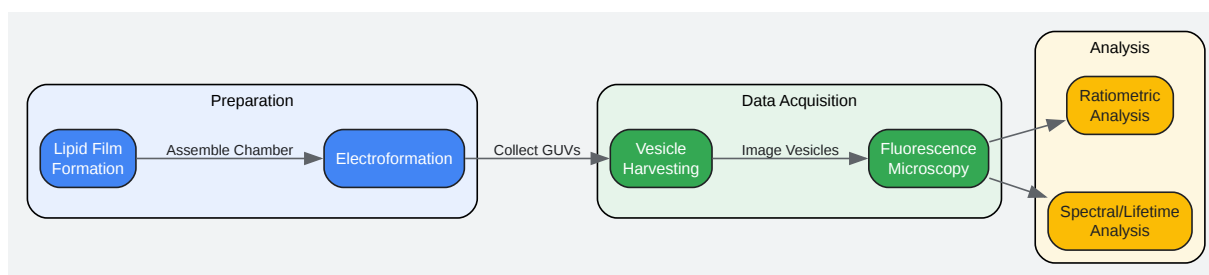 Preparation
Lipid Film
Formation
Assemble Chamber
Electroformation
Collect GUVs
Data Acquisition
Vesicle
Harvesting
Image Vesicles
Fluorescence
Microscopy
Analysis
Ratiometric
Analysis
Spectral/Lifetime
Analysis